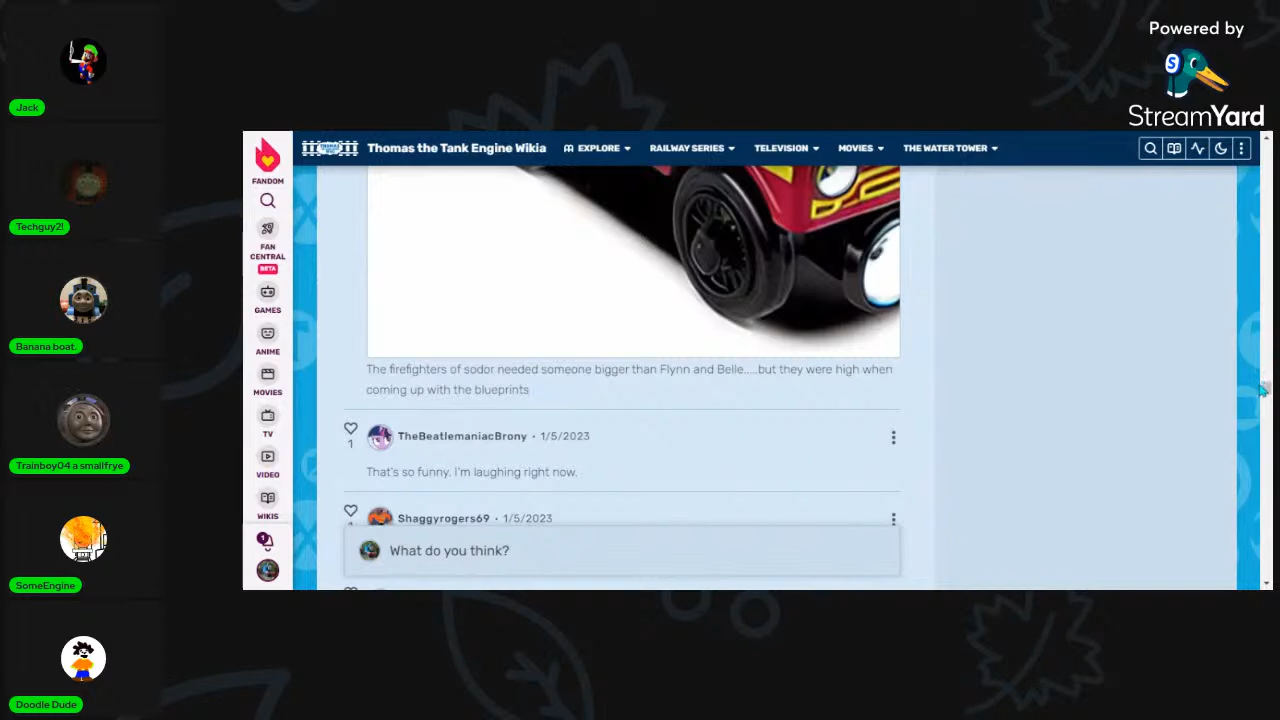 Powered by
StreamYard
Jack
Techguy2!
Banana boat.
Trainboy04 a smallfrye
SomeEngine
Doodle Dude
FANDOM
FAN
CENTRAL
BETA
GAMES
ANIME
MOVIES
TV
VIDEO
WIKIS
1
Thomas the Tank Engine Wikia
EXPLORE
RAILWAY SERIES
TELEVISION
MOVIES
THE WATER TOWER
The firefighters of sodor needed someone bigger than Flynn and Belle.....but they were high when
coming up with the blueprints
TheBeatlemaniacBrony • 1/5/2023
1
That's so funny. I'm laughing right now.
Shaggyrogers69 • 1/5/2023
What do you think?